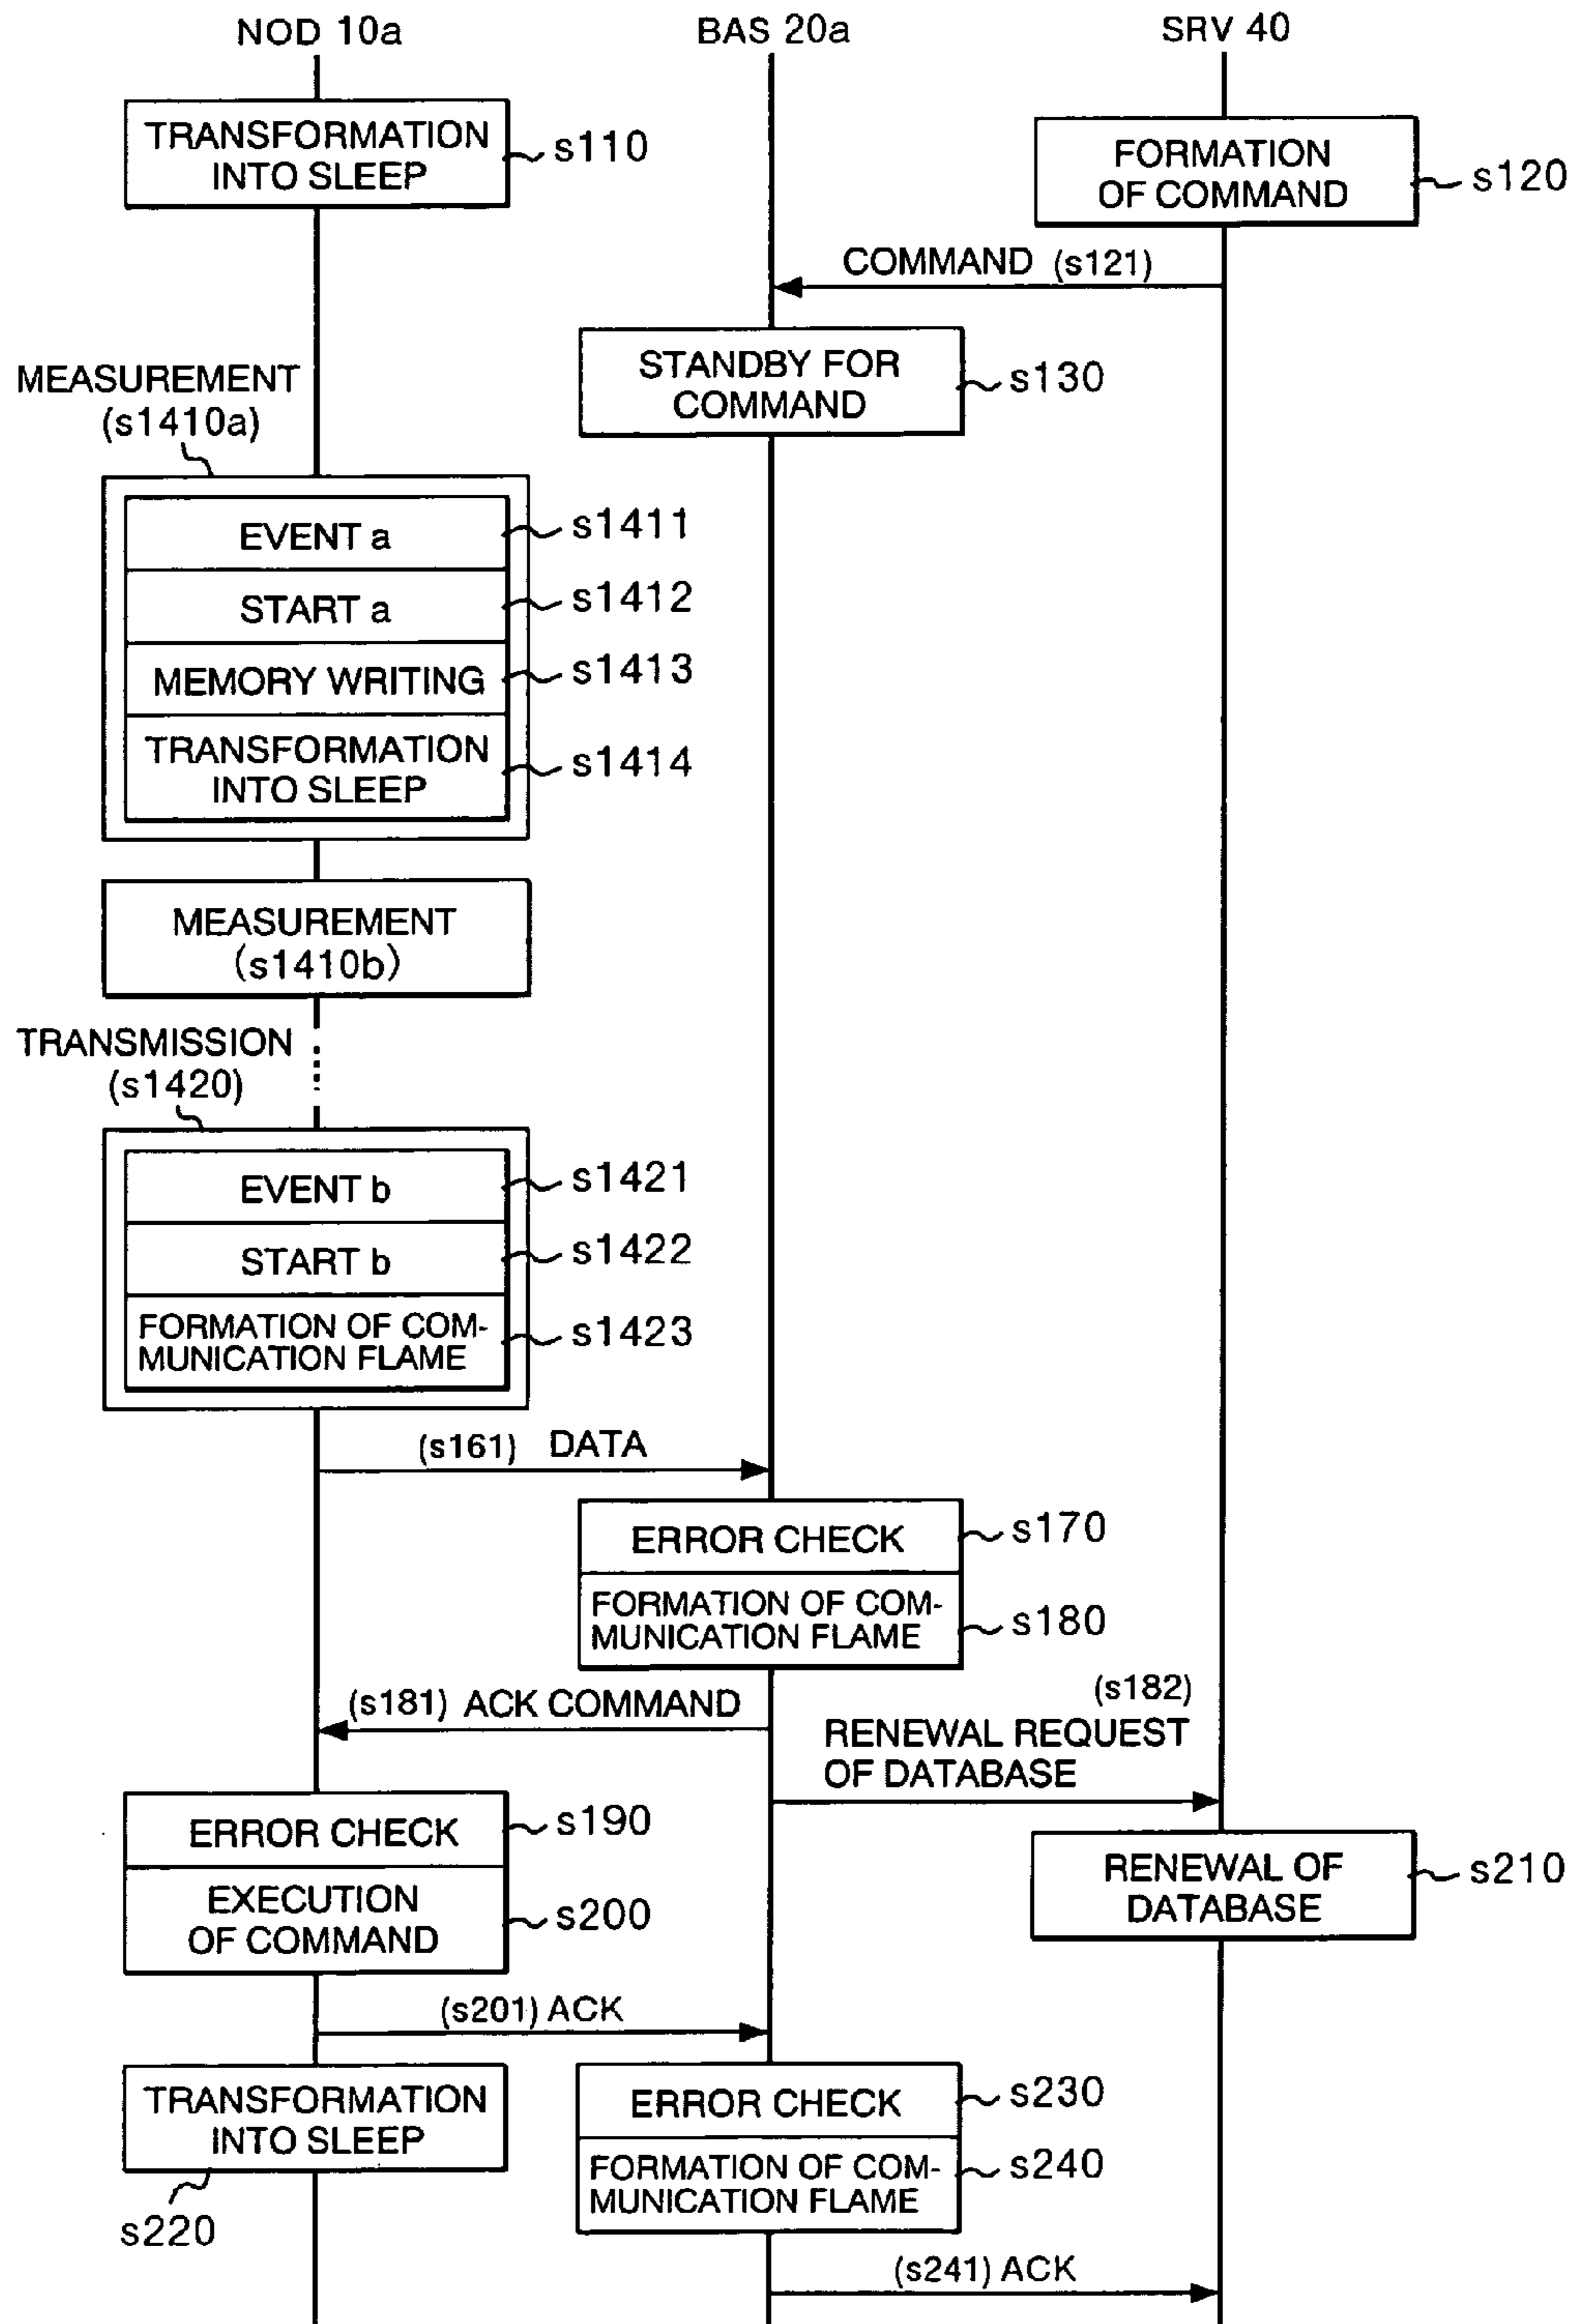 NOD 10a
BAS 20a
SRV 40
TRANSFORMATION
INTO SLEEP
s110
FORMATION
OF COMMAND
s120
COMMAND (s121)
STANDBY FOR
COMMAND
s130
MEASUREMENT
(s1410a)
EVENT a
s1411
START a
s1412
MEMORY WRITING
s1413
TRANSFORMATION
INTO SLEEP
s1414
MEASUREMENT
(s1410b)
TRANSMISSION
(s1420)
EVENT b
s1421
START b
s1422
FORMATION OF COM-
MUNICATION FLAME
s1423
(s161) DATA
ERROR CHECK
s170
FORMATION OF COM-
MUNICATION FLAME
s180
(s181) ACK COMMAND
(s182)
RENEWAL REQUEST
OF DATABASE
ERROR CHECK
s190
EXECUTION
OF COMMAND
s200
RENEWAL OF
DATABASE
s210
(s201) ACK
TRANSFORMATION
INTO SLEEP
s220
ERROR CHECK
s230
FORMATION OF COM-
MUNICATION FLAME
s240
(s241) ACK